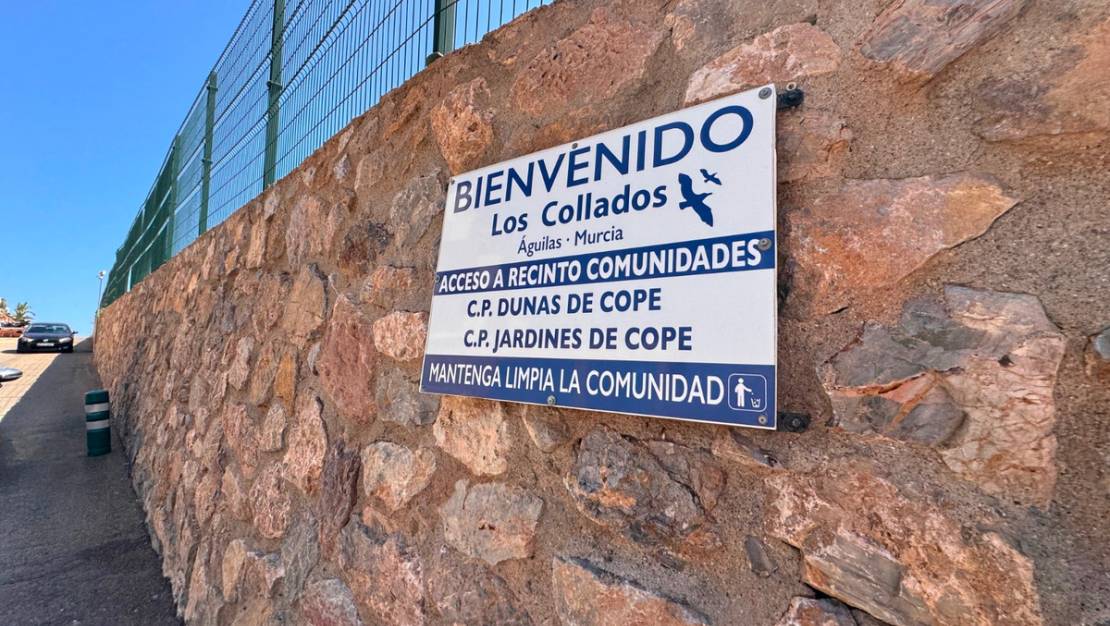 BIENVENIDO
Los Collados
Águilas · Murcia
ACCESO A RECINTO COMUNIDADES
C.P. DUNAS DE COPE
C.P. JARDINES DE COPE
MANTENGA LIMPIA LA COMUNIDAD